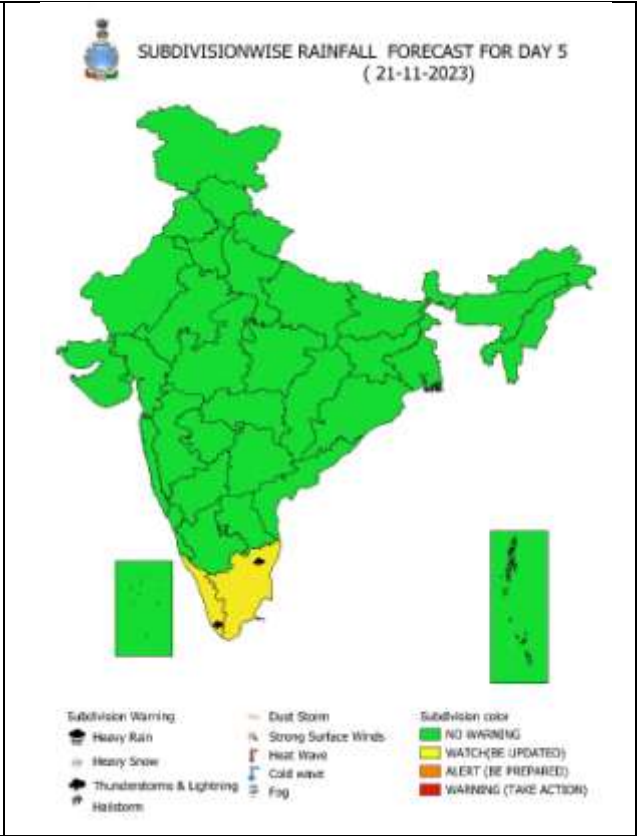 SUBDIVISIONWISE RAINFALL FORECAST FOR DAY 5
( 21-11-2023)
Subdivision Warning
Heavy Rain
Heavy Snow
Thunderstorms & Lightning
Hailstorm
Dust Storm
Strong Surface Winds
Heat Wave
Cold wave
Fog
Subdivision color
NO WARNING
WATCH(BE UPDATED)
ALERT (BE PREPARED)
WARNING (TAKE ACTION)